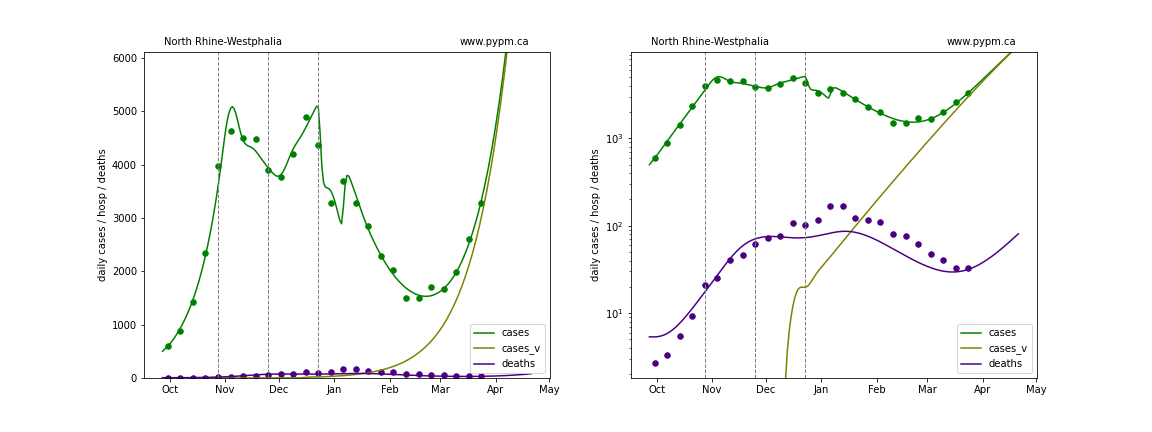 North Rhine-Westphalia www.pypm.ca
6000
5000
4000
3000
2000
1000
0
daily cases / hosp / deaths
Oct Nov Dec Jan Feb Mar Apr May
cases
cases_v
deaths
North Rhine-Westphalia www.pypm.ca
10³
10²
10¹
daily cases / hosp / deaths
Oct Nov Dec Jan Feb Mar Apr May
cases
cases_v
deaths